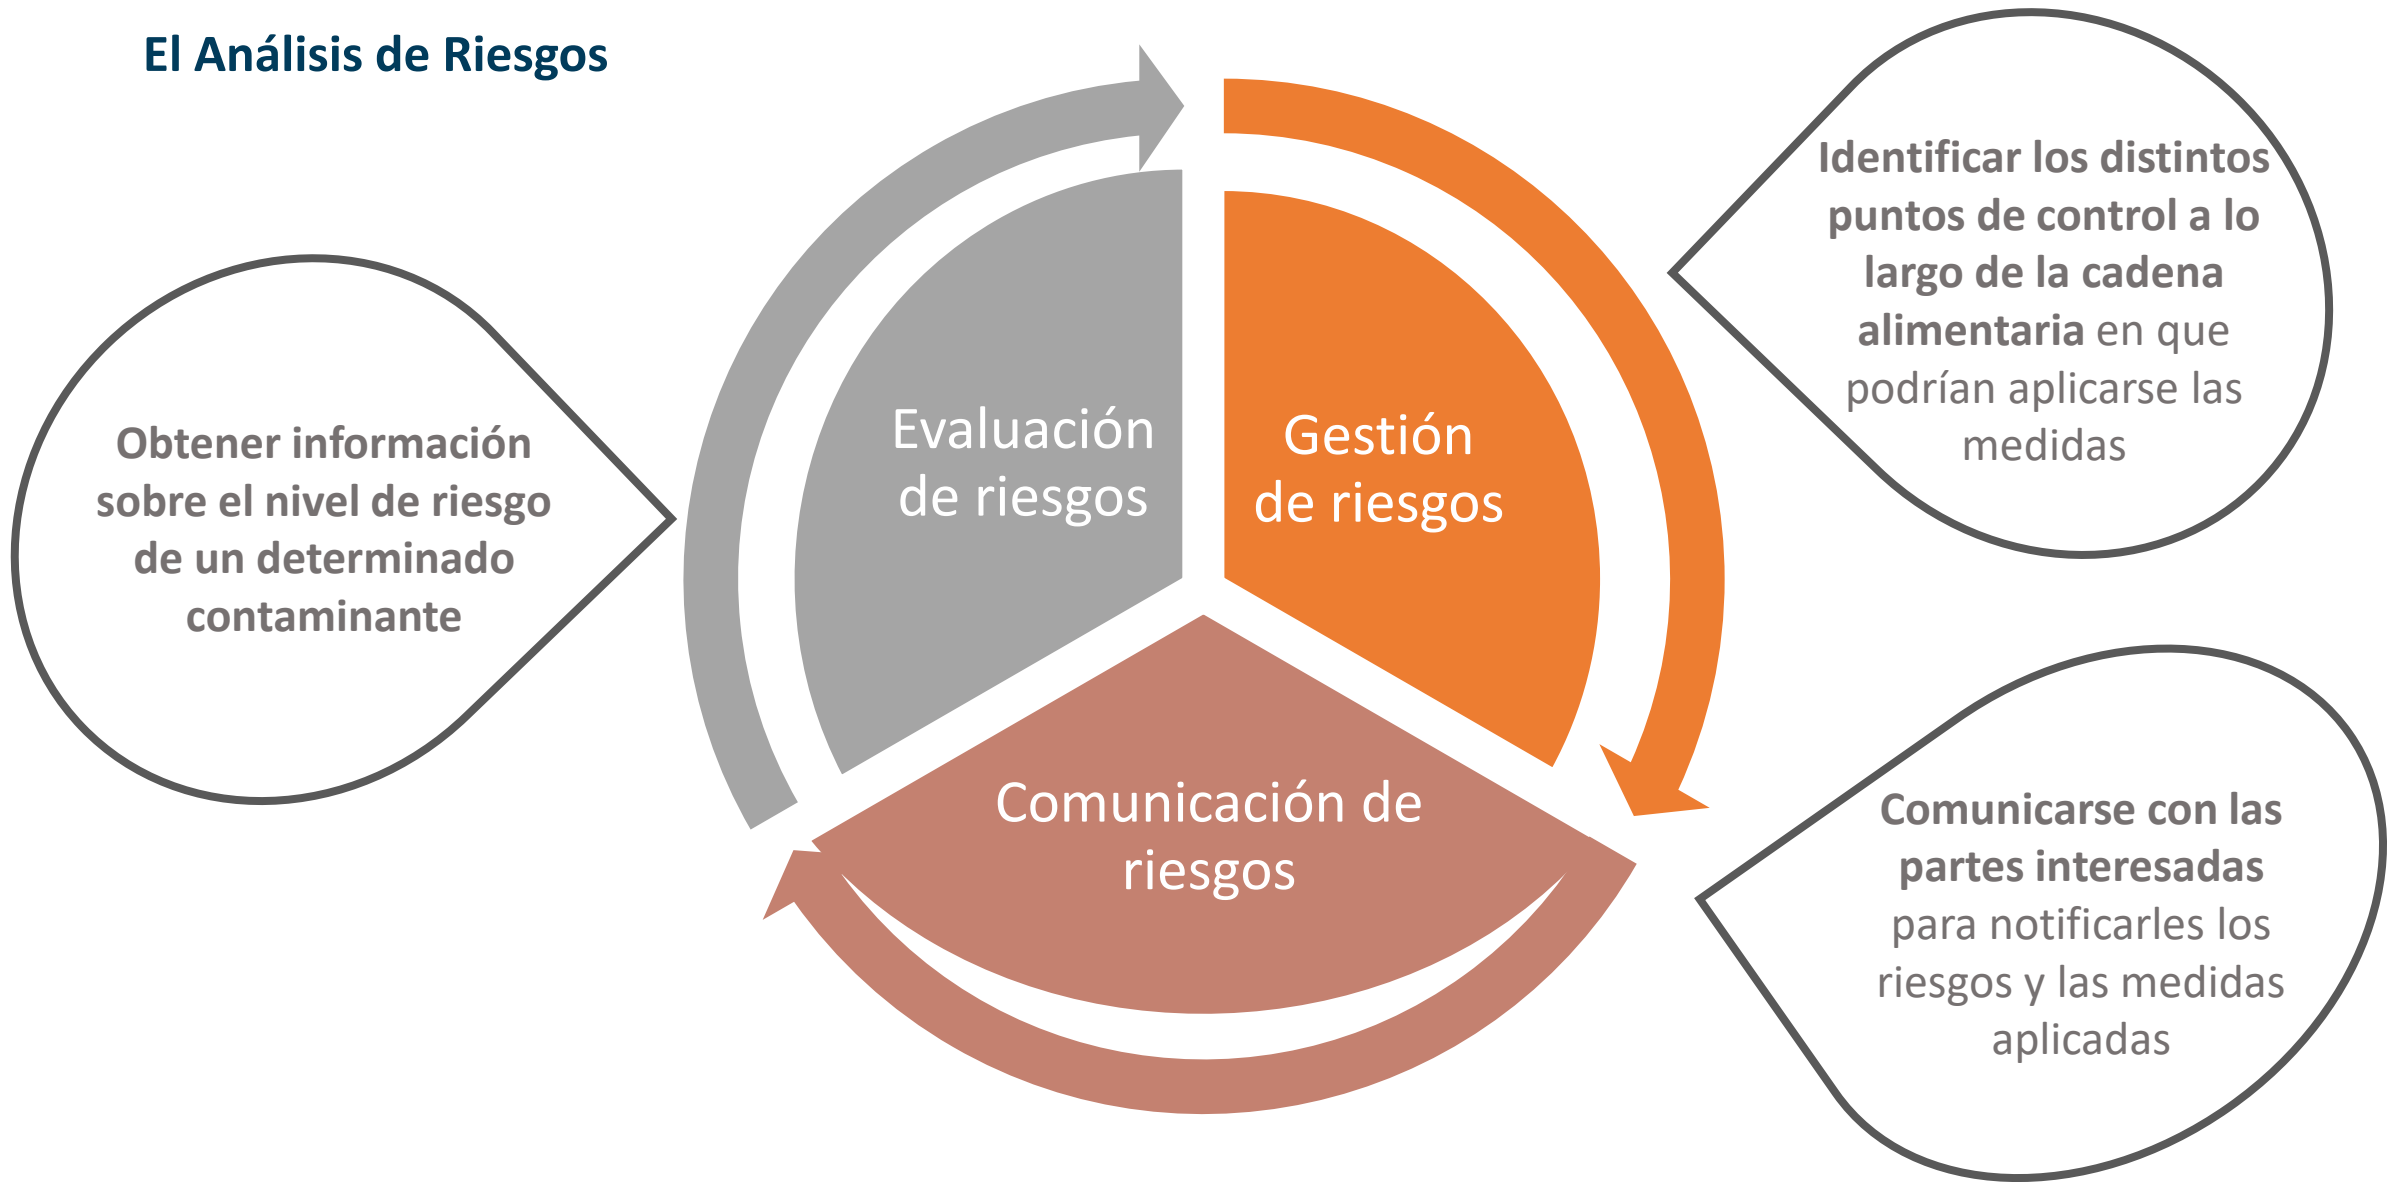 El Análisis de Riesgos
Obtener información
sobre el nivel de riesgo
de un determinado
contaminante
Evaluación
de riesgos
Gestión
de riesgos
Comunicación de
riesgos
Identificar los distintos
puntos de control a lo
largo de la cadena
alimentaria en que
podrían aplicarse las
medidas
Comunicarse con las
partes interesadas
para notificarles los
riesgos y las medidas
aplicadas